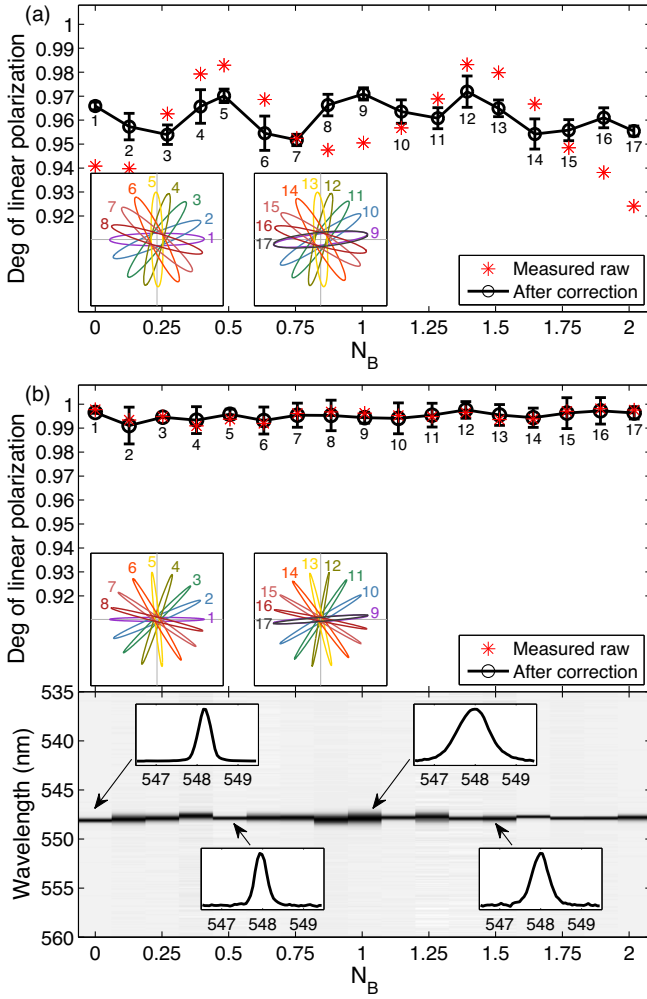 (a)
Deg of linear polarization
1
0.99
0.98
0.97
0.96
0.95
0.94
0.93
0.92
1 2 3 4 5 6 7 8 9 10 11 12 13 14 15 16 17
5
6 4
7 3
8 2
1
13
14 12
15 11
16 10
17 9
Measured raw
After correction
0 0.25 0.5 0.75 1 1.25 1.5 1.75 2
N_B
(b)
Deg of linear polarization
1
0.99
0.98
0.97
0.96
0.95
0.94
0.93
0.92
1 2 3 4 5 6 7 8 9 10 11 12 13 14 15 16 17
5
6 4
7 3
8 2
1
13
14 12
15 11
16 10
17 9
Measured raw
After correction
Wavelength (nm)
535
540
545
550
555
560
547 548 549
547 548 549
547 548 549
547 548 549
0 0.25 0.5 0.75 1 1.25 1.5 1.75 2
N_B